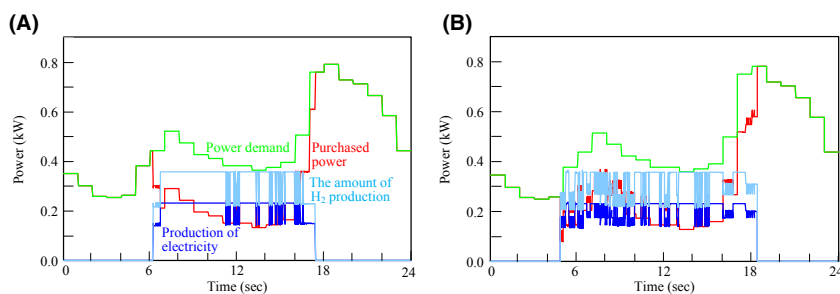 (A)
0.8
0.6
0.4
0.2
0.0
Power (kW)
Power demand
Purchased
power
The amount of
H2 production
Production of
electricity
0 6 12 18 24
Time (sec)
(B)
0.8
0.6
0.4
0.2
0.0
Power (kW)
0 6 12 18 24
Time (sec)